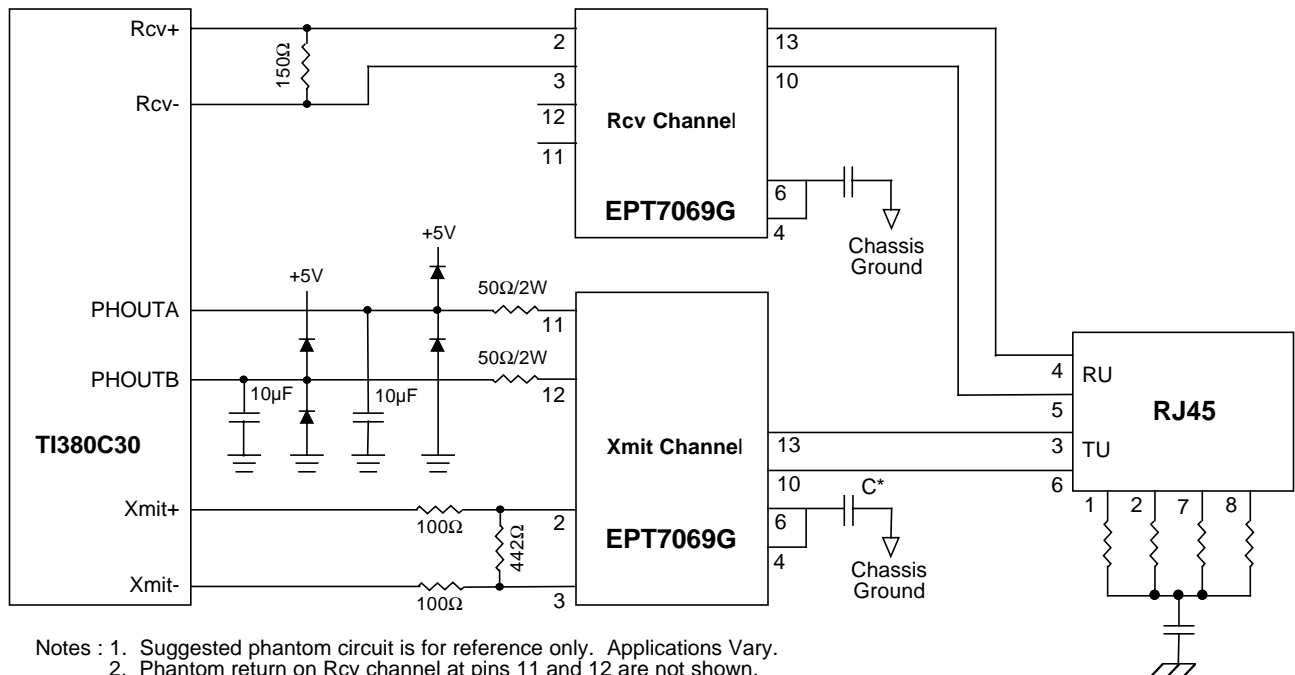 Rcv+
150Ω
Rcv-
2
3
12
11
Rcv Channel
EPT7069G
13
10
6
4
Chassis
Ground
+5V
+5V
PHOUTA
50Ω/2W
11
PHOUTB
50Ω/2W
12
10µF
10µF
TI380C30
Xmit Channel
EPT7069G
13
10
C*
6
4
Chassis
Ground
Xmit+
100Ω
2
442Ω
Xmit-
100Ω
3
4
RU
5
RJ45
3
TU
6
1
2
7
8
Notes : 1. Suggested phantom circuit is for reference only. Applications Vary.
2. Phantom return on Rcv channel at pins 11 and 12 are not shown.